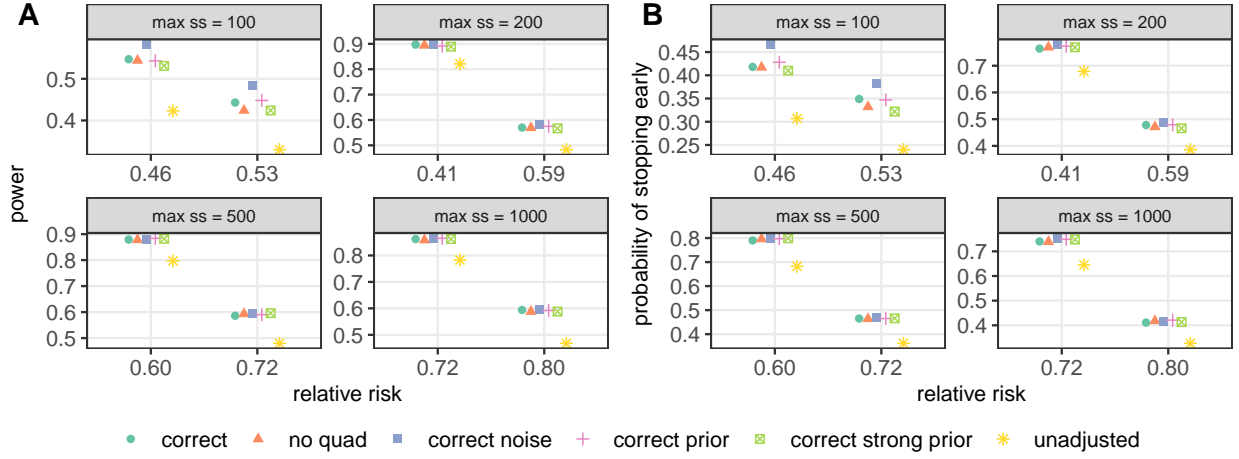 A
B
max ss = 100
max ss = 200
max ss = 100
max ss = 200
0.5
0.4
0.9
0.8
0.7
0.6
0.5
0.45
0.40
0.35
0.30
0.25
0.7
0.6
0.5
0.4
0.46
0.53
0.41
0.59
0.46
0.53
0.41
0.59
power
probability of stopping early
max ss = 500
max ss = 1000
max ss = 500
max ss = 1000
0.9
0.8
0.7
0.6
0.5
0.8
0.7
0.6
0.5
0.8
0.7
0.6
0.5
0.4
0.7
0.6
0.5
0.4
0.60
0.72
0.72
0.80
0.60
0.72
0.72
0.80
relative risk
relative risk
correct
no quad
correct noise
correct prior
correct strong prior
unadjusted